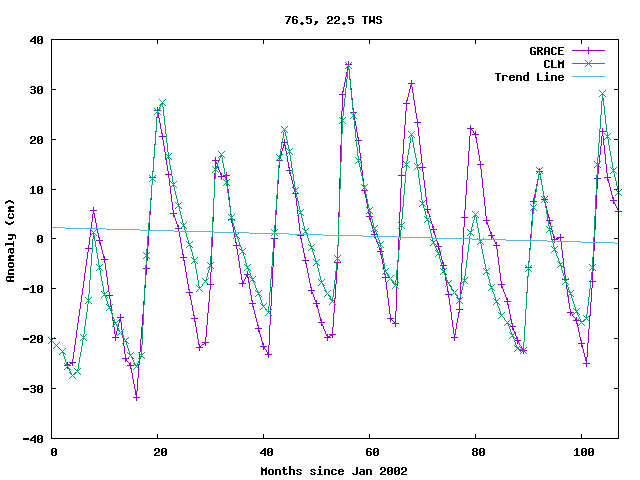 76.5, 22.5 TWS
GRACE
CLM
Trend Line
40
30
20
10
0
-10
-20
-30
-40
Anomaly (cm)
0 20 40 60 80 100
Months since Jan 2002